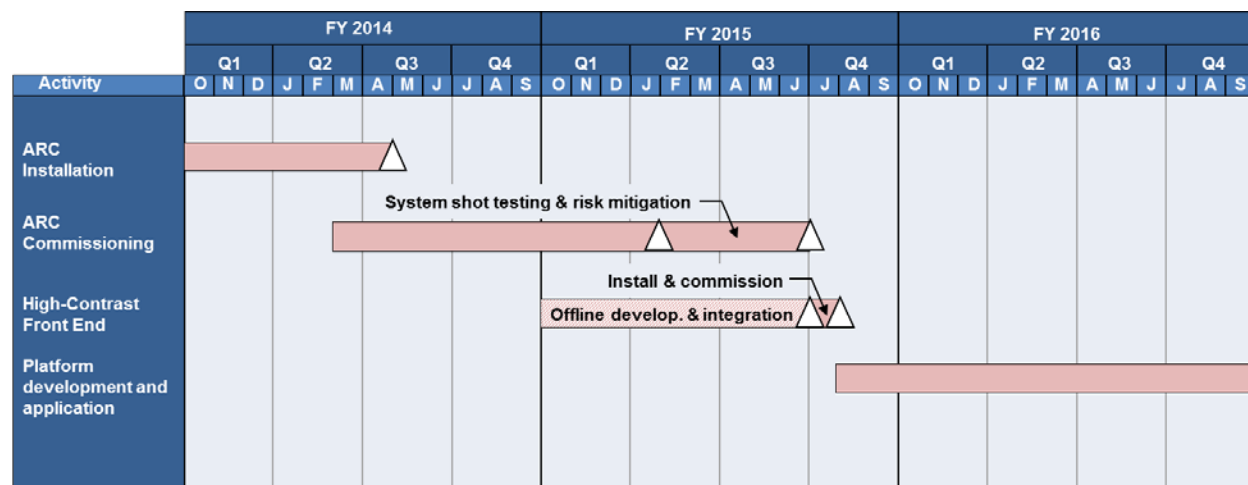 FY 2014 FY 2015 FY 2016
Q1 Q2 Q3 Q4 Q1 Q2 Q3 Q4 Q1 Q2 Q3 Q4
Activity O N D J F M A M J J A S O N D J F M A M J J A S O N D J F M A M J J A S
ARC
Installation
System shot testing & risk mitigation
ARC
Commissioning
Install & commission
High-Contrast
Front End
Offline develop. & integration
Platform
development and
application